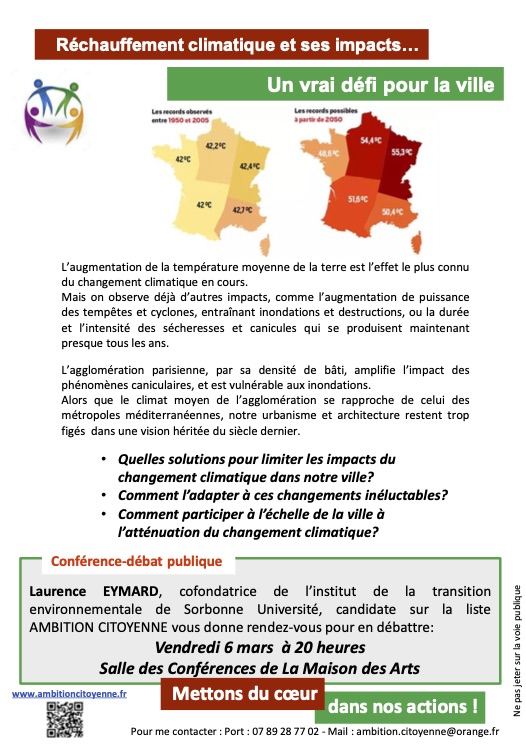 Réchauffement climatique et ses impacts…
Un vrai défi pour la ville
Les records observés
entre 1950 et 2005
42,2°C
42°C
42,4°C
42°C
42,7°C
Les records possibles
à partir de 2050
54,4°C
48,6°C
55,3°C
51,6°C
50,4°C
L'augmentation de la température moyenne de la terre est l'effet le plus connu
du changement climatique en cours.
Mais on observe déjà d'autres impacts, comme l'augmentation de puissance
des tempêtes et cyclones, entraînant inondations et destructions, ou la durée
et l'intensité des sécheresses et canicules qui se produisent maintenant
presque tous les ans.
L'agglomération parisienne, par sa densité de bâti, amplifie l'impact des
phénomènes caniculaires, et est vulnérable aux inondations.
Alors que le climat moyen de l'agglomération se rapproche de celui des
métropoles méditerranéennes, notre urbanisme et architecture restent trop
figés dans une vision héritée du siècle dernier.
• Quelles solutions pour limiter les impacts du
changement climatique dans notre ville?
• Comment l'adapter à ces changements inéluctables?
• Comment participer à l'échelle de la ville à
l'atténuation du changement climatique?
Conférence-débat publique
Laurence EYMARD, cofondatrice de l'institut de la transition
environnementale de Sorbonne Université, candidate sur la liste
AMBITION CITOYENNE vous donne rendez-vous pour en débattre:
Vendredi 6 mars à 20 heures
Salle des Conférences de La Maison des Arts
Ne pas jeter sur la voie publique
www.ambitioncitoyenne.fr
Mettons du cœur
dans nos actions !
Pour me contacter : Port : 07 89 28 77 02 - Mail : ambition.citoyenne@orange.fr